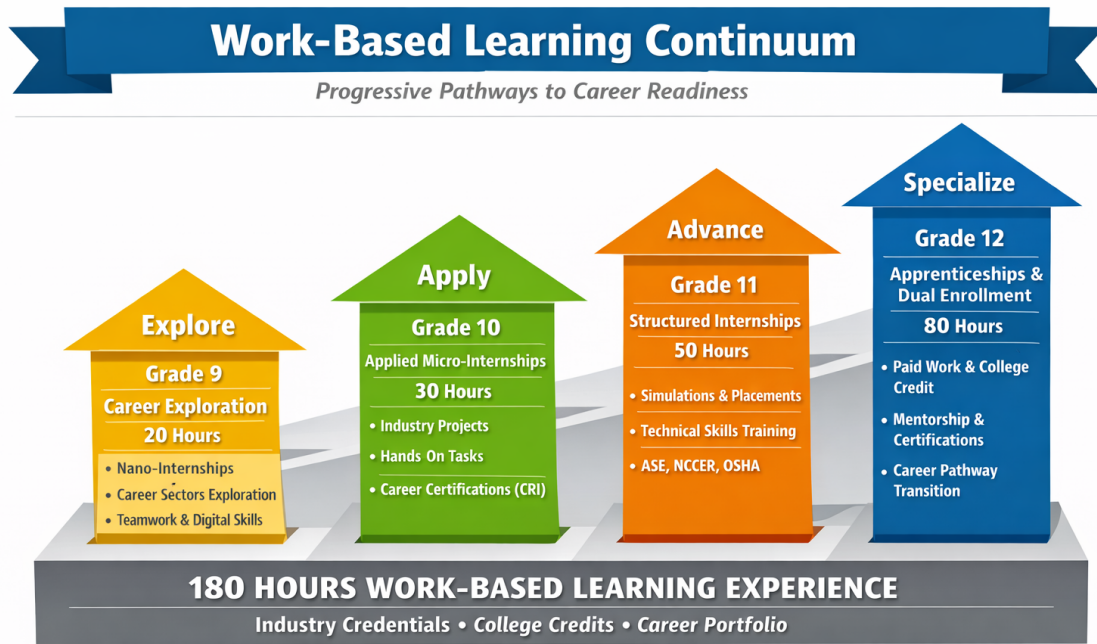 Work-Based Learning Continuum
Progressive Pathways to Career Readiness
Explore
Grade 9
Career Exploration
20 Hours
• Nano-Internships
• Career Sectors Exploration
• Teamwork & Digital Skills
Apply
Grade 10
Applied Micro-Internships
30 Hours
• Industry Projects
• Hands On Tasks
• Career Certifications (CRI)
Advance
Grade 11
Structured Internships
50 Hours
• Simulations & Placements
• Technical Skills Training
• ASE, NCCER, OSHA
Specialize
Grade 12
Apprenticeships &
Dual Enrollment
80 Hours
• Paid Work & College
Credit
• Mentorship &
Certifications
• Career Pathway
Transition
180 HOURS WORK-BASED LEARNING EXPERIENCE
Industry Credentials • College Credits • Career Portfolio